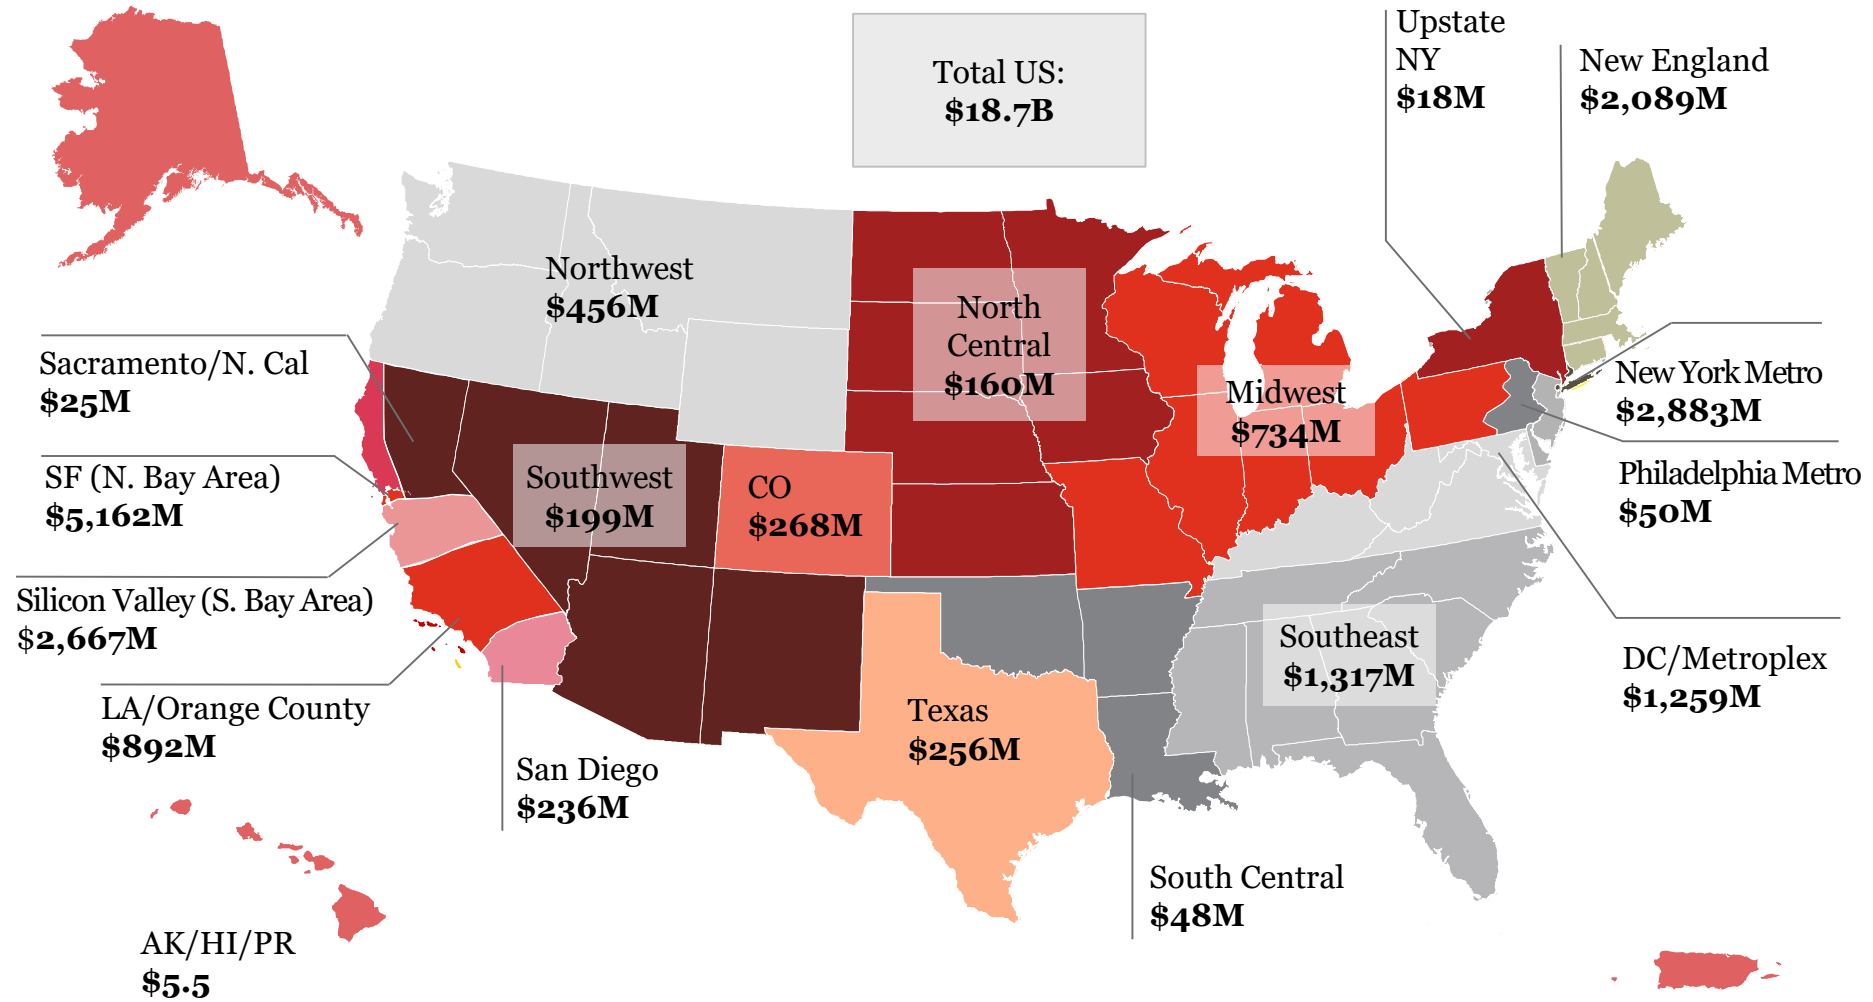 Total US:
$18.7B
Upstate
NY
$18M
New England
$2,089M
Northwest
$456M
North
Central
$160M
Sacramento/N. Cal
$25M
Midwest
$734M
New York Metro
$2,883M
SF (N. Bay Area)
$5,162M
Southwest
$199M
CO
$268M
Philadelphia Metro
$50M
Silicon Valley (S. Bay Area)
$2,667M
Southeast
$1,317M
DC/Metroplex
$1,259M
LA/Orange County
$892M
Texas
$256M
San Diego
$236M
South Central
$48M
AK/HI/PR
$5.5